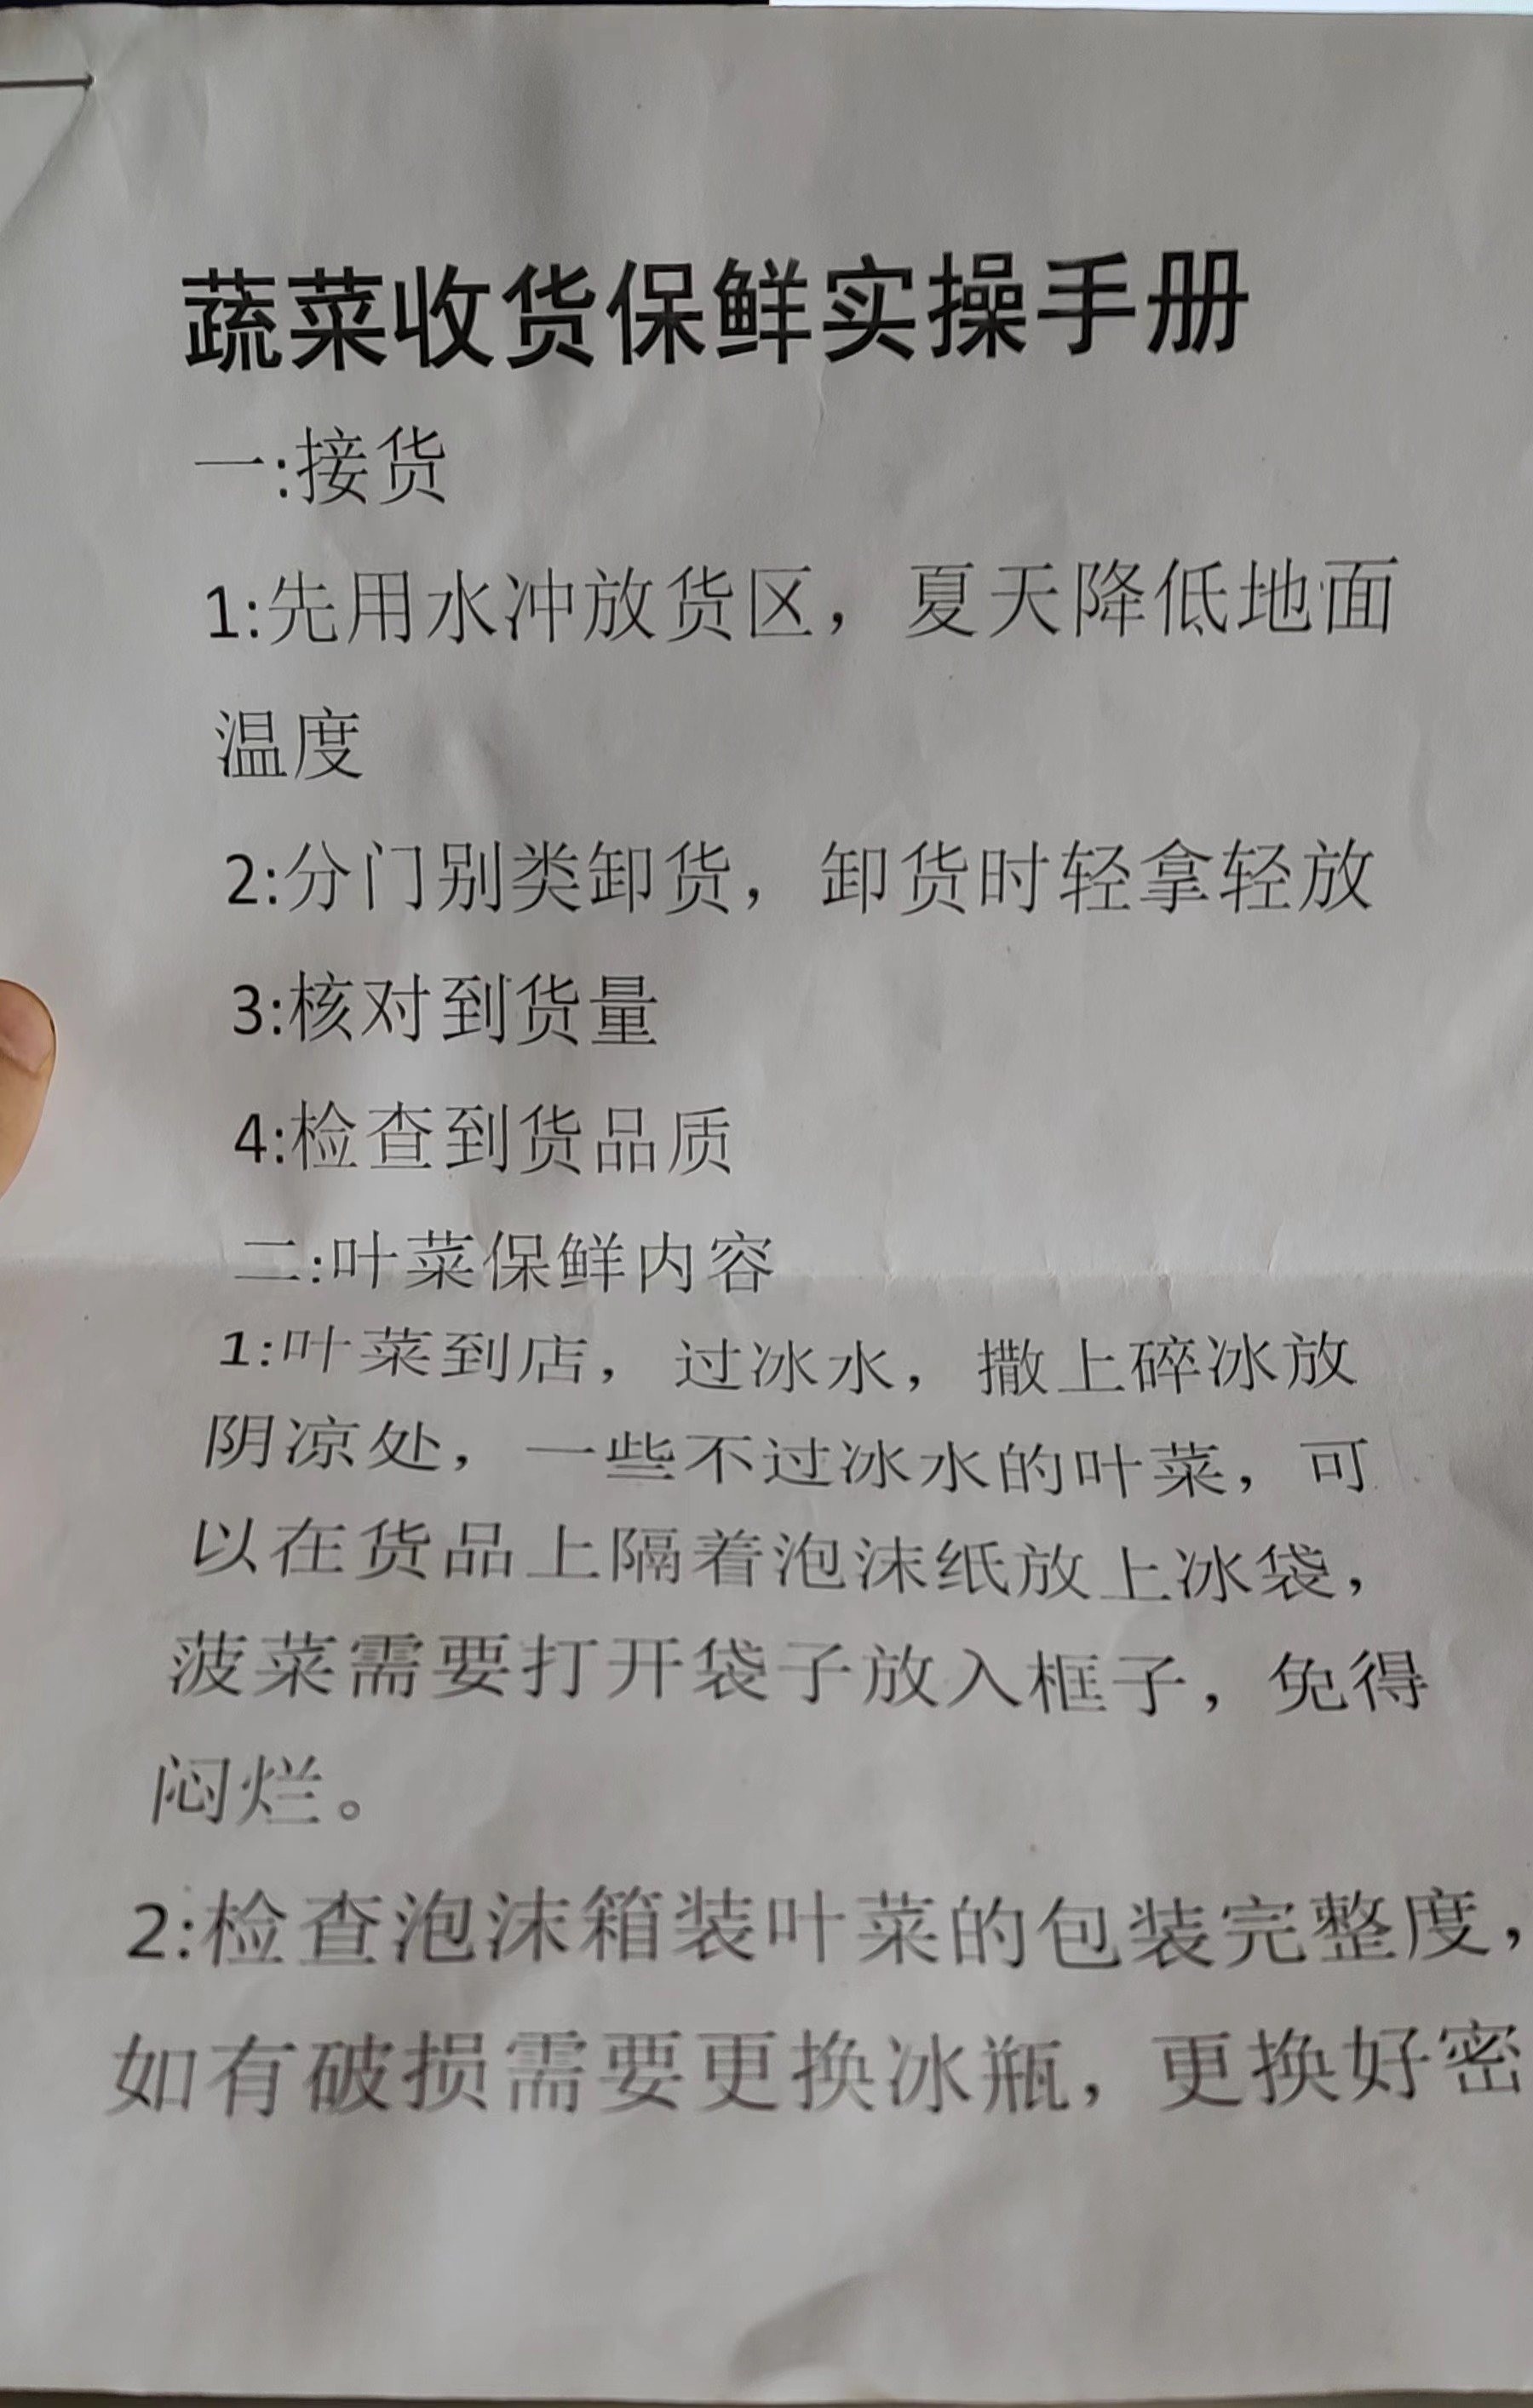 蔬菜收货保鲜实操手册
一:接货
1:先用水冲放货区，夏天降低地面
温度
2:分门别类卸货，卸货时轻拿轻放
3:核对到货量
4:检查到货品质
二:叶菜保鲜内容
1:叶菜到店，过冰水，撒上碎冰放
阴凉处，一些不过冰水的叶菜，可
以在货品上隔着泡沫纸放上冰袋，
菠菜需要打开袋子放入框子，免得
闷烂。
2:检查泡沫箱装叶菜的包装完整度，
如有破损需要更换冰瓶，更换好密